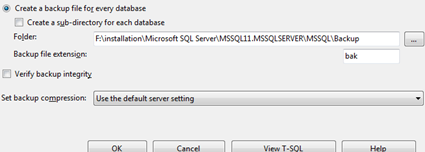 Create a backup file for every database
Create a sub-directory for each database
Folder: F:\installation\Microsoft SQL Server\MSSQL11.MSSQLSERVER\MSSQL\Backup ...
Backup file extension: bak
Verify backup integrity
Set backup compression: Use the default server setting
OK Cancel View T-SQL Help